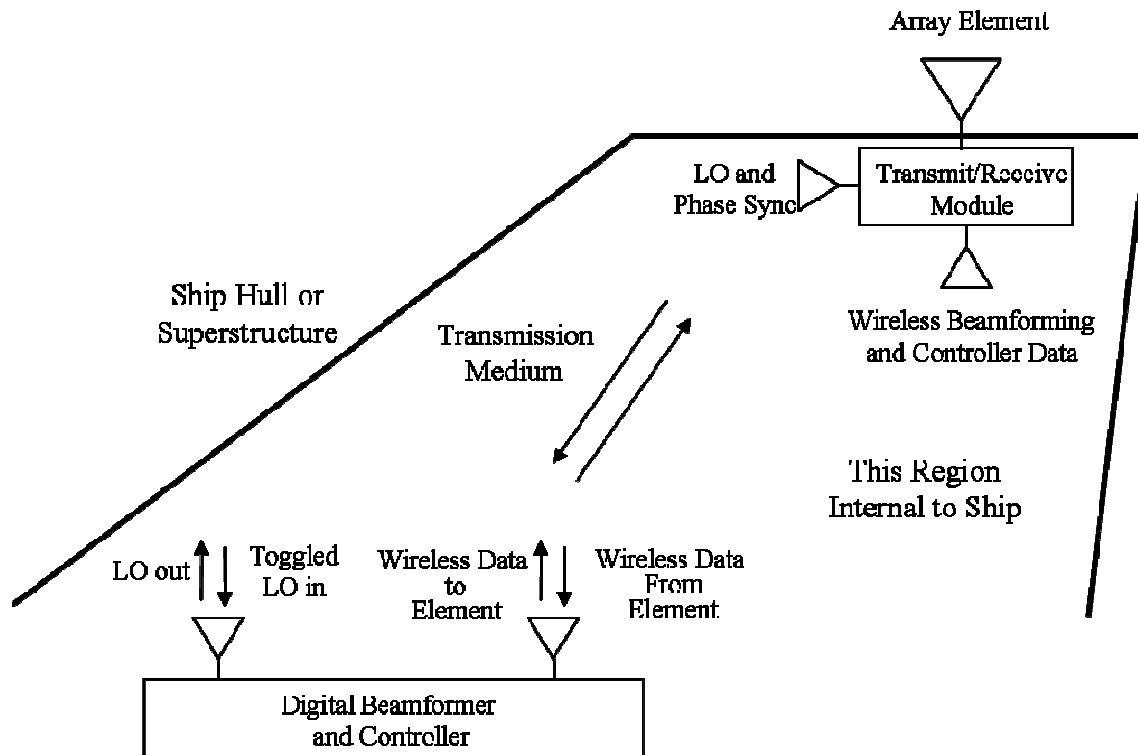 Array Element
LO and
Phase Sync
Transmit/Receive
Module
Ship Hull or
Superstructure
Transmission
Medium
Wireless Beamforming
and Controller Data
This Region
Internal to Ship
LO out
Toggled
LO in
Wireless Data
to
Element
Wireless Data
From
Element
Digital Beamformer
and Controller